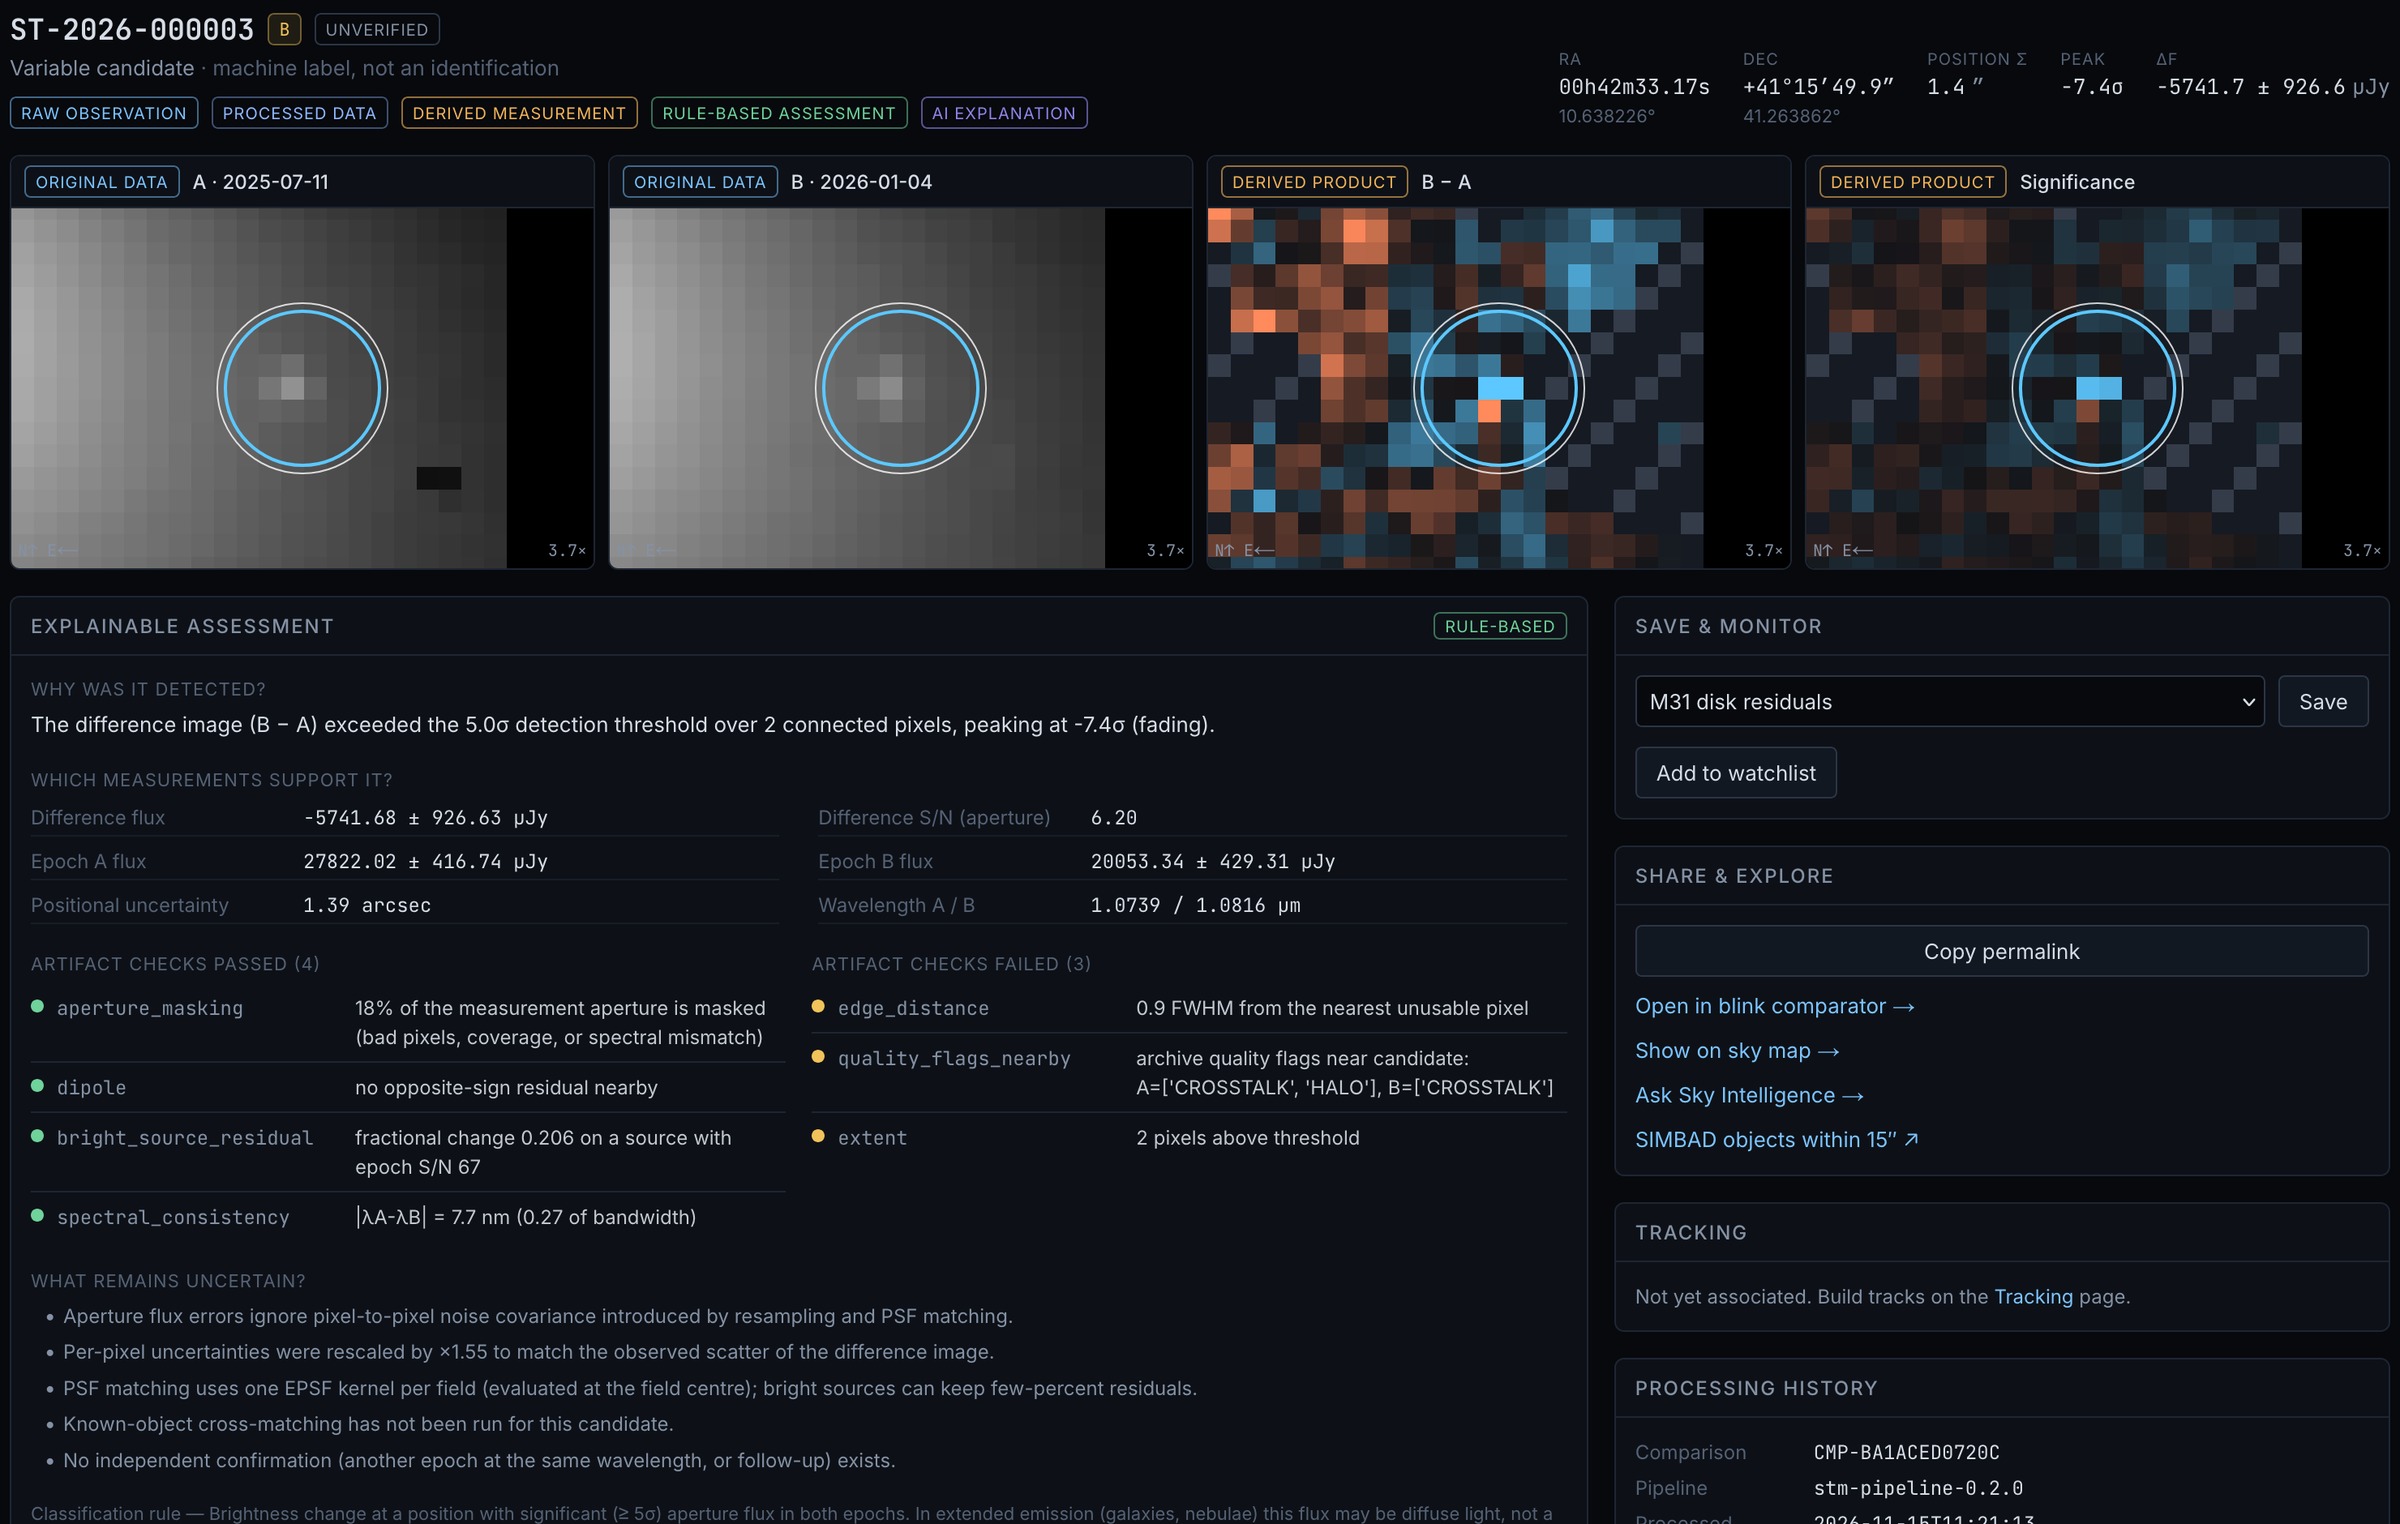 ST-2026-000003 B UNVERIFIED
Variable candidate · machine label, not an identification
RAW OBSERVATION PROCESSED DATA DERIVED MEASUREMENT RULE-BASED ASSESSMENT AI EXPLANATION
RA DEC POSITION Σ PEAK ΔF
00h42m33.17s +41°15′49.9″ 1.4 ″ -7.4σ -5741.7 ± 926.6 µJy
10.638226° 41.263862°
ORIGINAL DATA A · 2025-07-11
N↑ E⟵ 3.7×
ORIGINAL DATA B · 2026-01-04
N↑ E⟵ 3.7×
DERIVED PRODUCT B − A
N↑ E⟵ 3.7×
DERIVED PRODUCT Significance
N↑ E⟵ 3.7×
EXPLAINABLE ASSESSMENT RULE-BASED
WHY WAS IT DETECTED?
The difference image (B − A) exceeded the 5.0σ detection threshold over 2 connected pixels, peaking at -7.4σ (fading).
WHICH MEASUREMENTS SUPPORT IT?
Difference flux -5741.68 ± 926.63 µJy
Difference S/N (aperture) 6.20
Epoch A flux 27822.02 ± 416.74 µJy
Epoch B flux 20053.34 ± 429.31 µJy
Positional uncertainty 1.39 arcsec
Wavelength A / B 1.0739 / 1.0816 µm
ARTIFACT CHECKS PASSED (4)
aperture_masking 18% of the measurement aperture is masked
(bad pixels, coverage, or spectral mismatch)
dipole no opposite-sign residual nearby
bright_source_residual fractional change 0.206 on a source with
epoch S/N 67
spectral_consistency |λA-λB| = 7.7 nm (0.27 of bandwidth)
ARTIFACT CHECKS FAILED (3)
edge_distance 0.9 FWHM from the nearest unusable pixel
quality_flags_nearby archive quality flags near candidate:
A=['CROSSTALK', 'HALO'], B=['CROSSTALK']
extent 2 pixels above threshold
WHAT REMAINS UNCERTAIN?
• Aperture flux errors ignore pixel-to-pixel noise covariance introduced by resampling and PSF matching.
• Per-pixel uncertainties were rescaled by ×1.55 to match the observed scatter of the difference image.
• PSF matching uses one EPSF kernel per field (evaluated at the field centre); bright sources can keep few-percent residuals.
• Known-object cross-matching has not been run for this candidate.
• No independent confirmation (another epoch at the same wavelength, or follow-up) exists.
Classification rule — Brightness change at a position with significant (≥ 5σ) aperture flux in both epochs. In extended emission (galaxies, nebulae) this flux may be diffuse light, not a
SAVE & MONITOR
M31 disk residuals Save
Add to watchlist
SHARE & EXPLORE
Copy permalink
Open in blink comparator →
Show on sky map →
Ask Sky Intelligence →
SIMBAD objects within 15″ ↗
TRACKING
Not yet associated. Build tracks on the Tracking page.
PROCESSING HISTORY
Comparison CMP-BA1ACED0720C
Pipeline stm-pipeline-0.2.0
Processed 2026-11-15T11:21:13